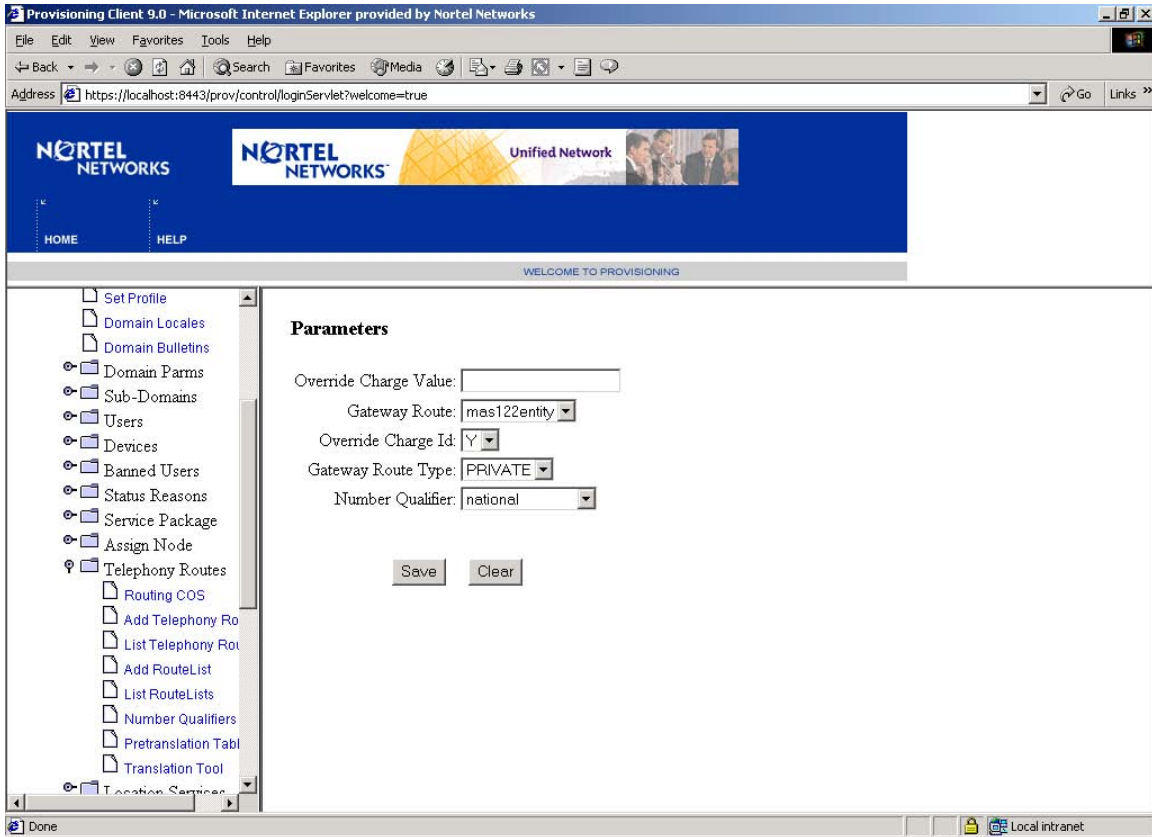 Provisioning Client 9.0 - Microsoft Internet Explorer provided by Nortel Networks
File Edit View Favorites Tools Help
Back Search Favorites Media
Address https://localhost:8443/prov/control/loginServlet?welcome=true Go Links »
NORTEL NETWORKS
NORTEL NETWORKS Unified Network
HOME HELP
WELCOME TO PROVISIONING
Set Profile
Domain Locales
Domain Bulletins
Domain Parms
Sub-Domains
Users
Devices
Banned Users
Status Reasons
Service Package
Assign Node
Telephony Routes
Routing COS
Add Telephony Ro
List Telephony Rou
Add RouteList
List RouteLists
Number Qualifiers
Pretranslation Tabl
Translation Tool
Location Services
Parameters
Override Charge Value:
Gateway Route: mas122entity
Override Charge Id: Y
Gateway Route Type: PRIVATE
Number Qualifier: national
Save Clear
Done Local intranet